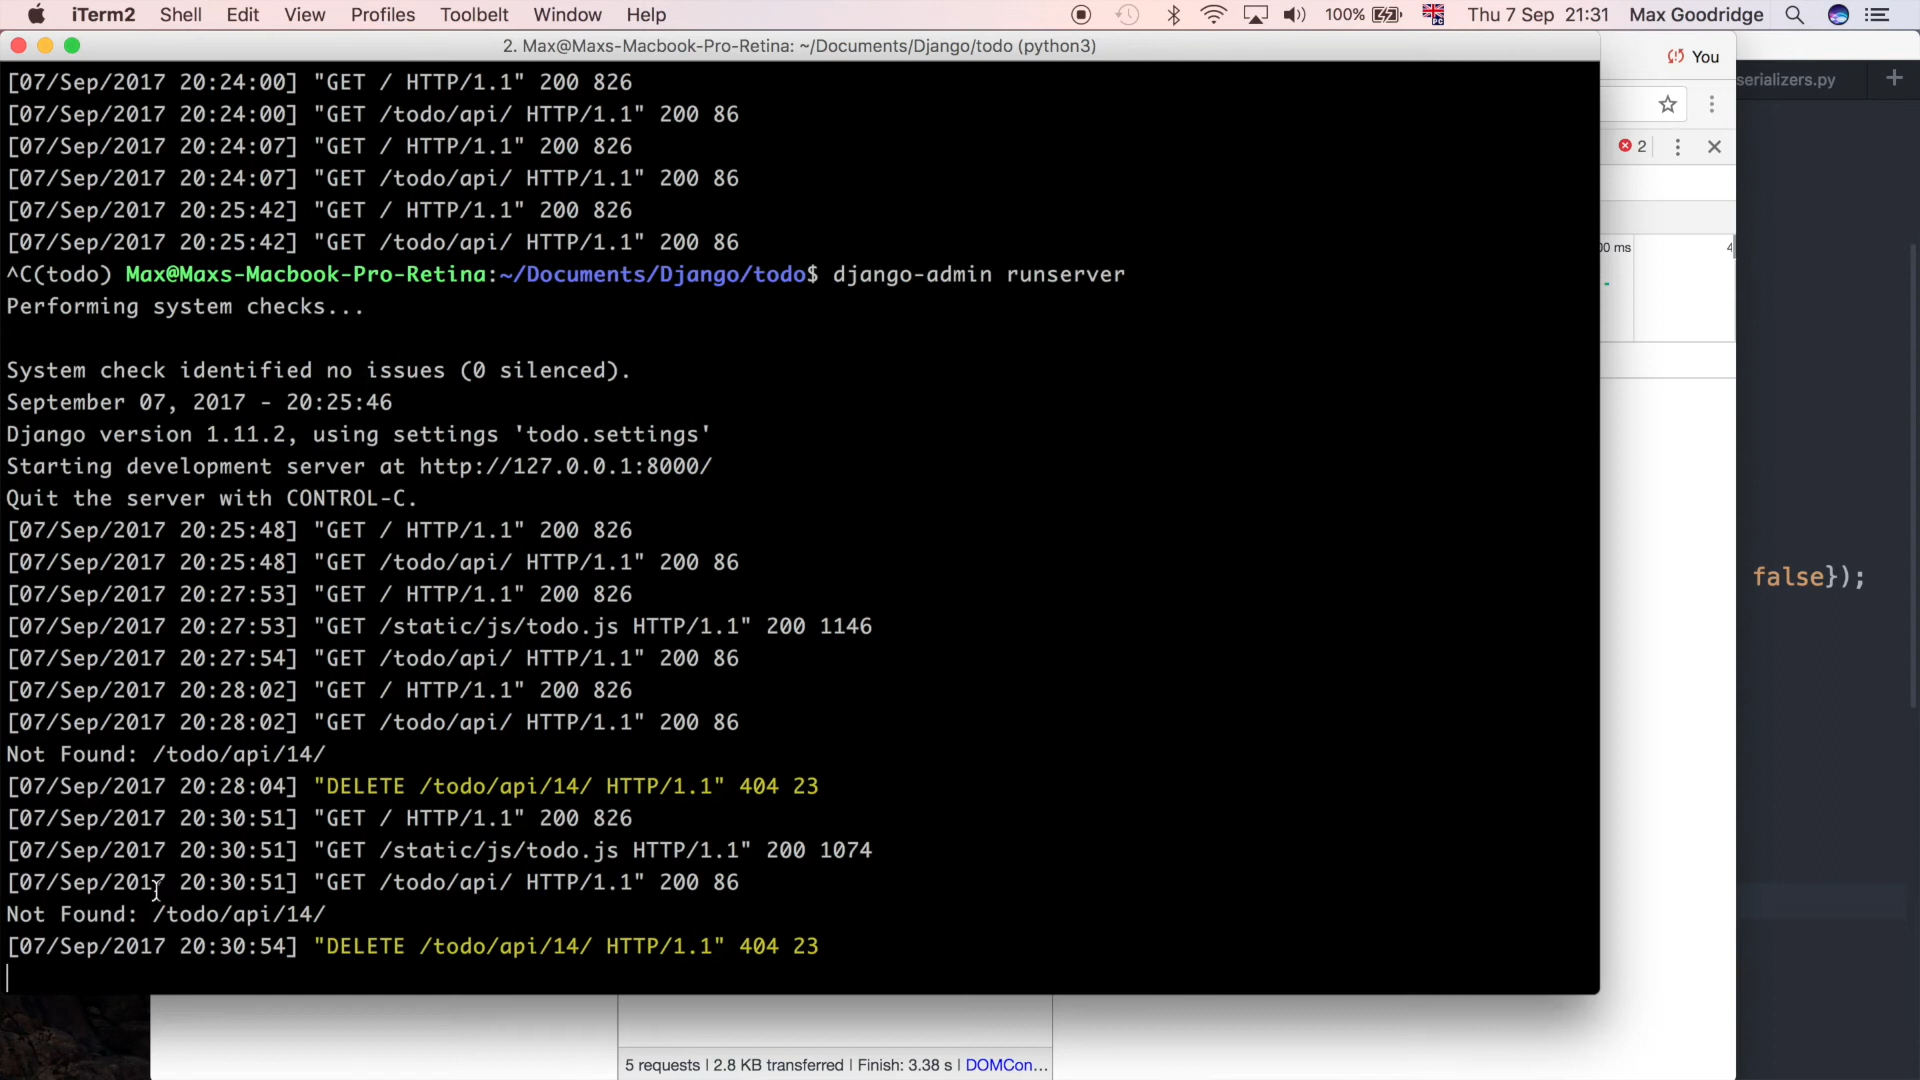 iTerm2 Shell Edit View Profiles Toolbelt Window Help 100% Thu 7 Sep 21:31 Max Goodridge
2. Max@Maxs-Macbook-Pro-Retina: ~/Documents/Django/todo (python3)
You
serializers.py
[07/Sep/2017 20:24:00] "GET / HTTP/1.1" 200 826
[07/Sep/2017 20:24:00] "GET /todo/api/ HTTP/1.1" 200 86
[07/Sep/2017 20:24:07] "GET / HTTP/1.1" 200 826
2
[07/Sep/2017 20:24:07] "GET /todo/api/ HTTP/1.1" 200 86
[07/Sep/2017 20:25:42] "GET / HTTP/1.1" 200 826
[07/Sep/2017 20:25:42] "GET /todo/api/ HTTP/1.1" 200 86
00 ms 4
^C(todo) Max@Maxs-Macbook-Pro-Retina:~/Documents/Django/todo$ django-admin runserver
Performing system checks...
System check identified no issues (0 silenced).
September 07, 2017 - 20:25:46
Django version 1.11.2, using settings 'todo.settings'
Starting development server at http://127.0.0.1:8000/
Quit the server with CONTROL-C.
[07/Sep/2017 20:25:48] "GET / HTTP/1.1" 200 826
[07/Sep/2017 20:25:48] "GET /todo/api/ HTTP/1.1" 200 86
false});
[07/Sep/2017 20:27:53] "GET / HTTP/1.1" 200 826
[07/Sep/2017 20:27:53] "GET /static/js/todo.js HTTP/1.1" 200 1146
[07/Sep/2017 20:27:54] "GET /todo/api/ HTTP/1.1" 200 86
[07/Sep/2017 20:28:02] "GET / HTTP/1.1" 200 826
[07/Sep/2017 20:28:02] "GET /todo/api/ HTTP/1.1" 200 86
Not Found: /todo/api/14/
[07/Sep/2017 20:28:04] "DELETE /todo/api/14/ HTTP/1.1" 404 23
[07/Sep/2017 20:30:51] "GET / HTTP/1.1" 200 826
[07/Sep/2017 20:30:51] "GET /static/js/todo.js HTTP/1.1" 200 1074
[07/Sep/2017 20:30:51] "GET /todo/api/ HTTP/1.1" 200 86
Not Found: /todo/api/14/
[07/Sep/2017 20:30:54] "DELETE /todo/api/14/ HTTP/1.1" 404 23
5 requests | 2.8 KB transferred | Finish: 3.38 s | DOMCon…